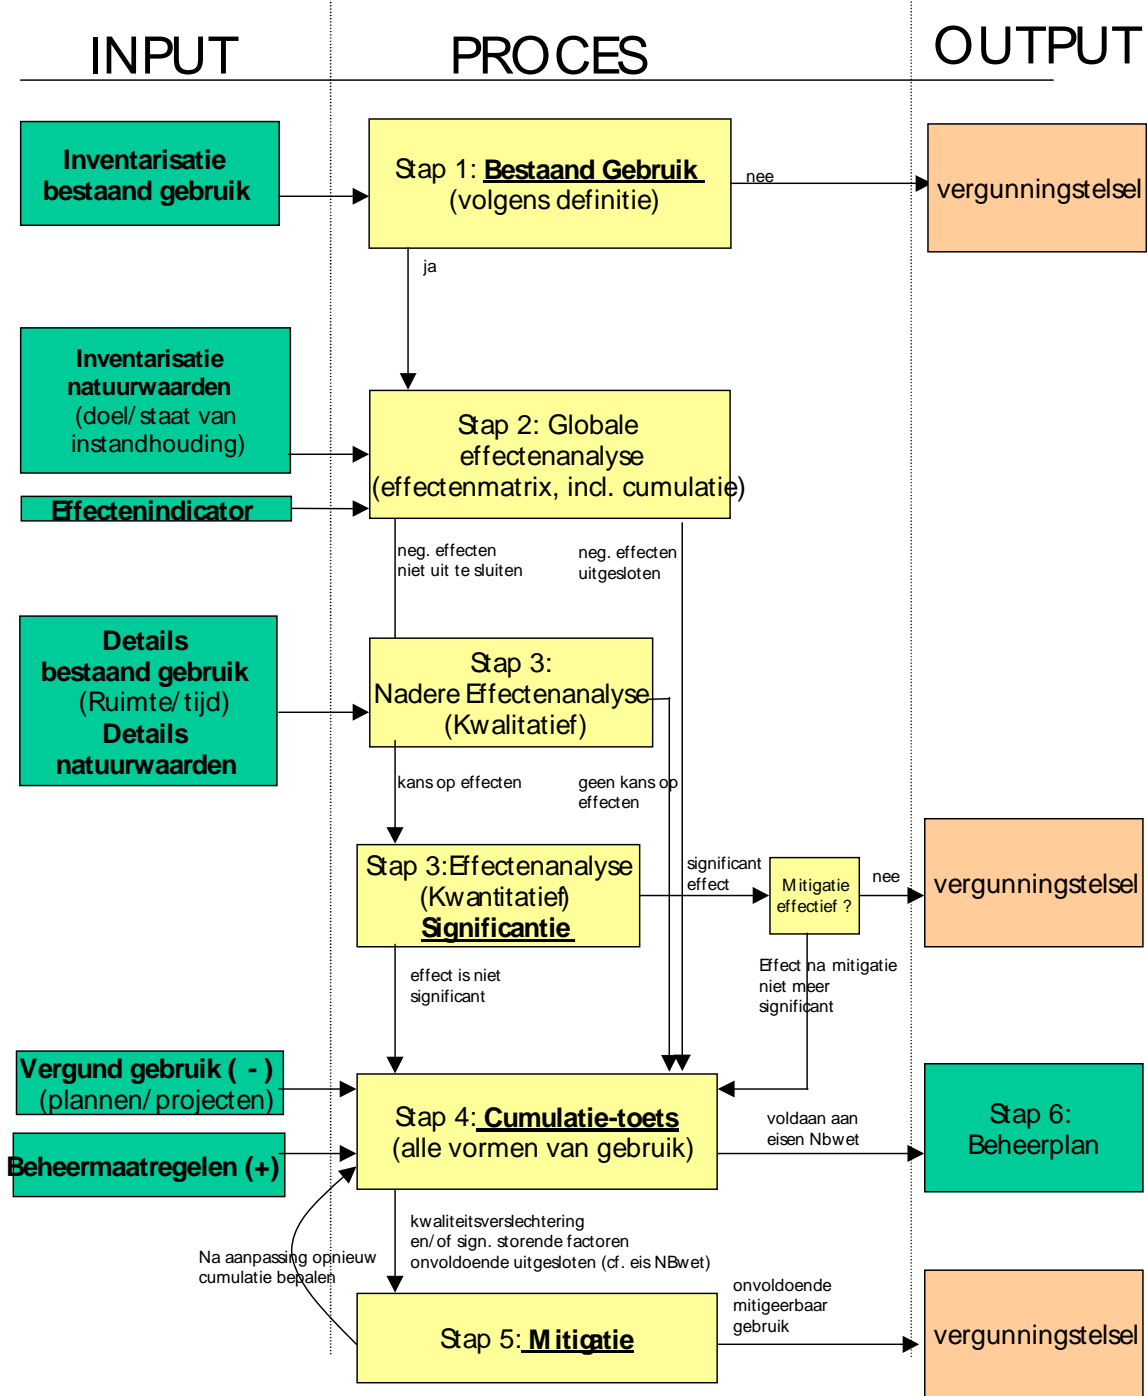 INPUT
PROCES
OUTPUT
Inventarisatie
bestaand gebruik
Stap 1: Bestaand Gebruik
(volgens definitie)
nee
vergunningstelsel
ja
Inventarisatie
natuurwaarden
(doel/ staat van
instandhouding)
Effectenindicator
Stap 2: Globale
effectenanalyse
(effectenmatrix, incl. cumulatie)
neg. effecten
niet uit te sluiten
neg. effecten
uitgesloten
Details
bestaand gebruik
(Ruimte/ tijd)
Details
natuurwaarden
Stap 3:
Nadere Effectenanalyse
(Kwalitatief)
kans op effecten
geen kans op
effecten
Stap 3:Effectenanalyse
(Kwantitatief)
Significantie
significant
effect
Mitigatie
effectief ?
nee
vergunningstelsel
effect is niet
significant
Effect na mitigatie
niet meer
significant
Vergund gebruik ( - )
(plannen/ projecten)
Beheermaatregelen (+)
Stap 4: Cumulatie-toets
(alle vormen van gebruik)
voldaan aan
eisen Nbwet
Stap 6:
Beheerplan
Na aanpassing opnieuw
cumulatie bepalen
kwaliteitsverslechtering
en/ of sign. storende factoren
onvoldoende uitgesloten (cf. eis NBwet)
Stap 5: Mitigatie
onvoldoende
mitigeerbaar
gebruik
vergunningstelsel